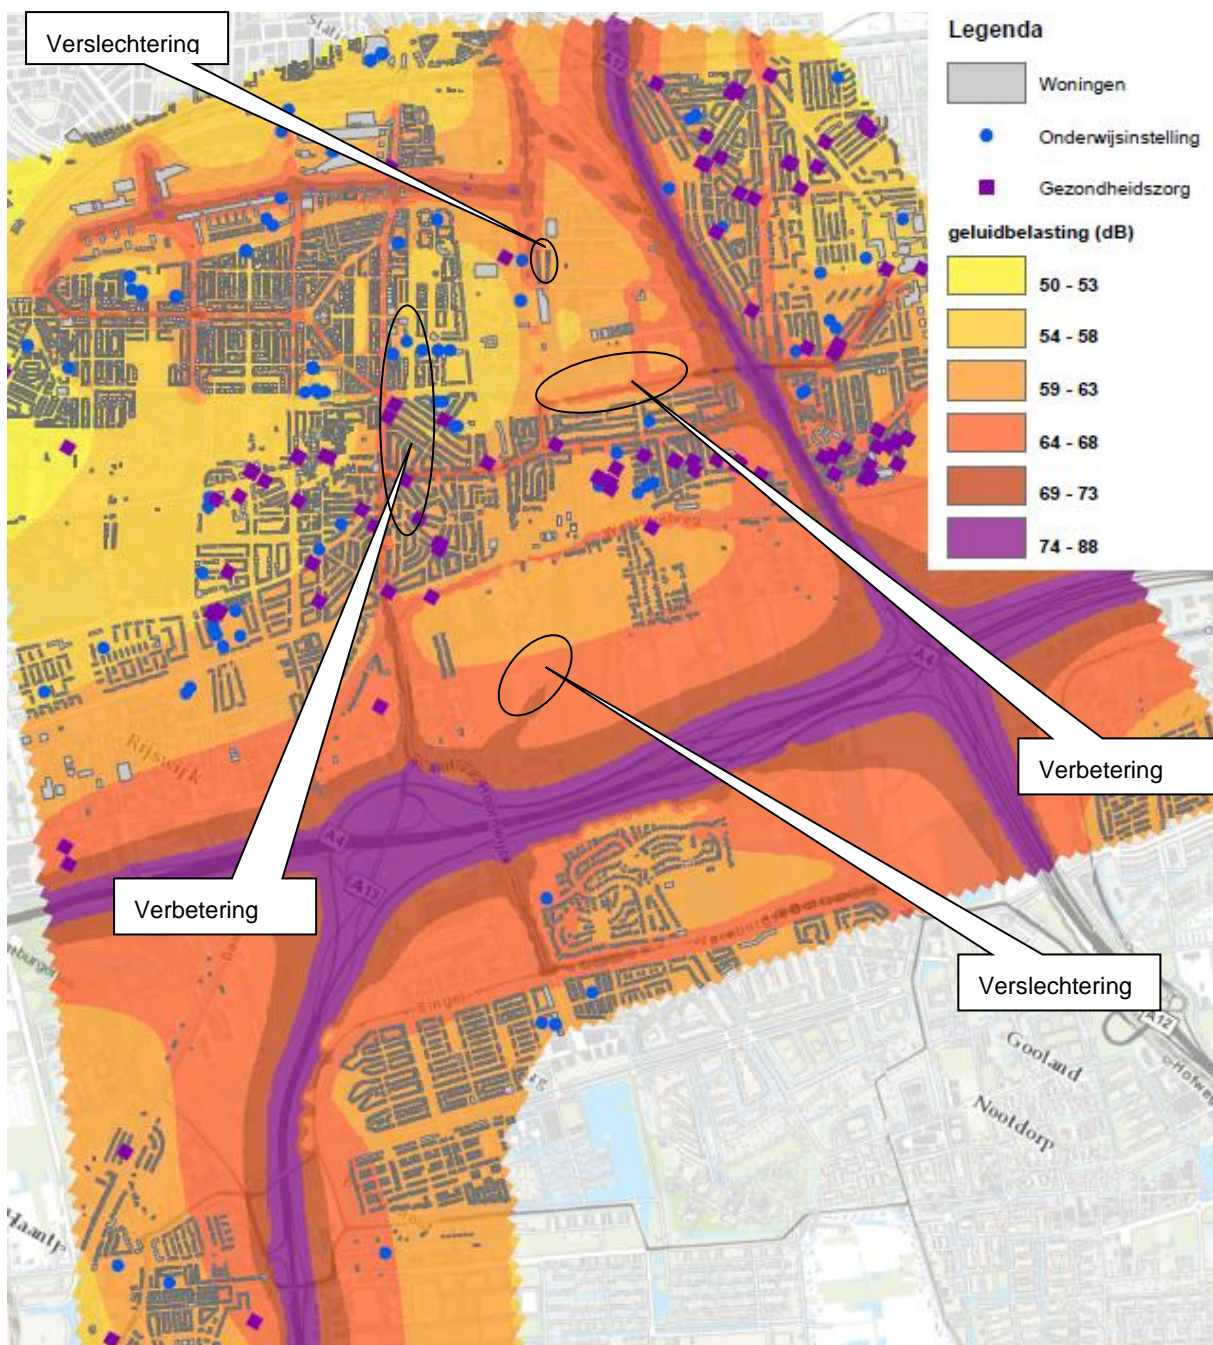 Verslechtering
A12
Legenda
Woningen
Onderwijsinstelling
Gezondheidszorg
geluidbelasting (dB)
50 - 53
54 - 58
59 - 63
64 - 68
69 - 73
74 - 88
A4
Rijswijk
Verbetering
A4
A13
Verbetering
Singel
Verslechtering
A12
Gooland
Hofweg
Nootdorp